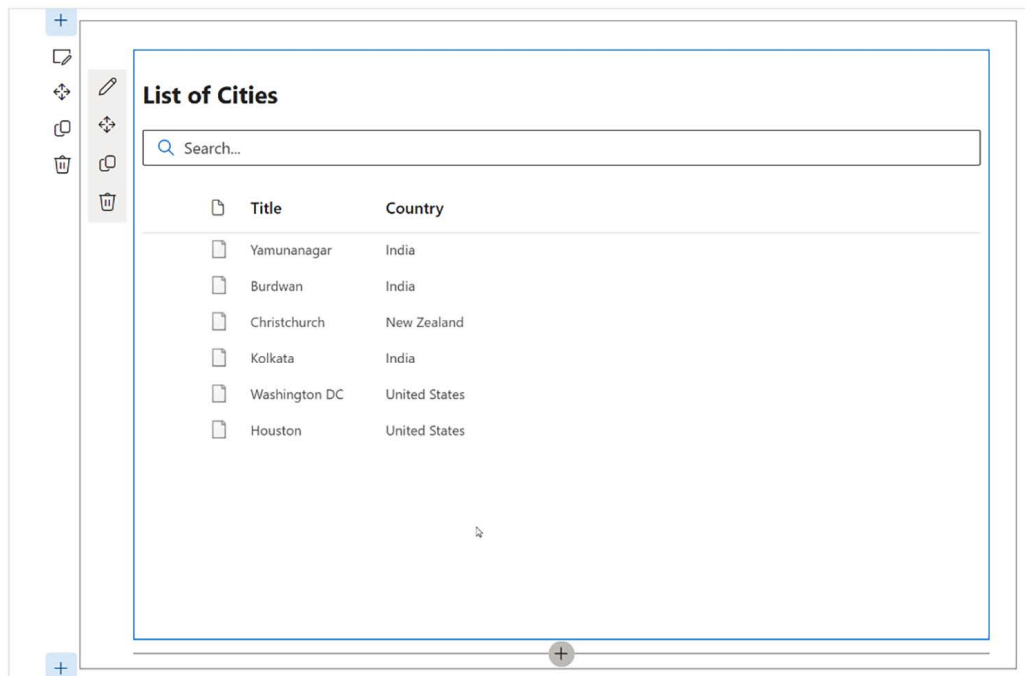 List of Cities
Search...
Title Country
Yamunanagar India
Burdwan India
Christchurch New Zealand
Kolkata India
Washington DC United States
Houston United States